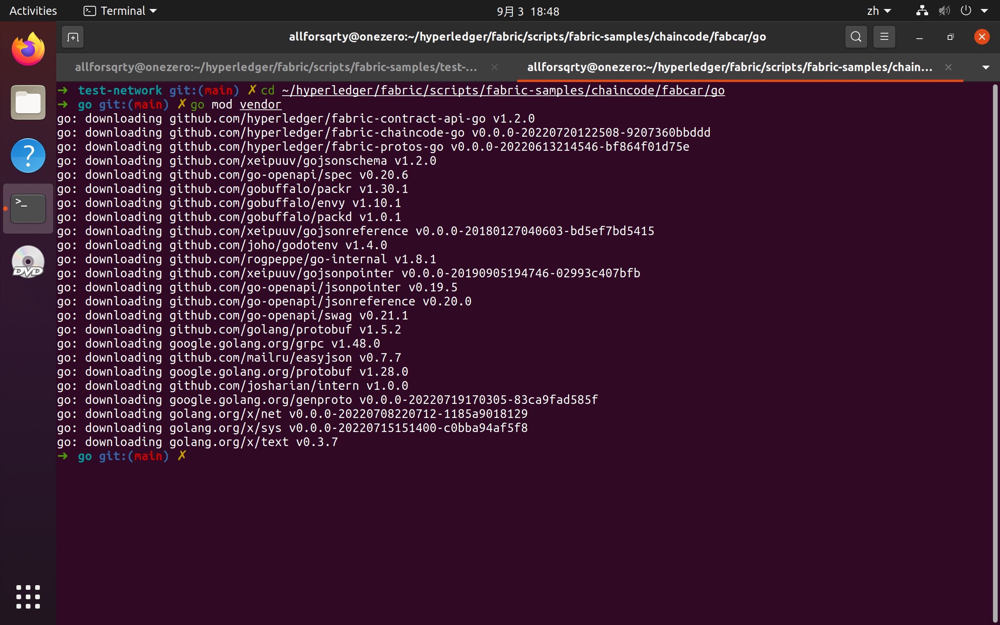 Activities
Terminal
9月 3 18:48
zh
allforsqrty@onezero:~/hyperledger/fabric/scripts/fabric-samples/chaincode/fabcar/go
allforsqrty@onezero:~/hyperledger/fabric/scripts/fabric-samples/test-...
allforsqrty@onezero:~/hyperledger/fabric/scripts/fabric-samples/chain...
➜ test-network git:(main) ✗ cd ~/hyperledger/fabric/scripts/fabric-samples/chaincode/fabcar/go
➜ go git:(main) ✗ go mod vendor
go: downloading github.com/hyperledger/fabric-contract-api-go v1.2.0
go: downloading github.com/hyperledger/fabric-chaincode-go v0.0.0-20220720122508-9207360bbddd
go: downloading github.com/hyperledger/fabric-protos-go v0.0.0-20220613214546-bf864f01d75e
go: downloading github.com/xeipuuv/gojsonschema v1.2.0
go: downloading github.com/go-openapi/spec v0.20.6
go: downloading github.com/gobuffalo/packr v1.30.1
go: downloading github.com/gobuffalo/envy v1.10.1
go: downloading github.com/gobuffalo/packd v1.0.1
go: downloading github.com/xeipuuv/gojsonreference v0.0.0-20180127040603-bd5ef7bd5415
go: downloading github.com/joho/godotenv v1.4.0
go: downloading github.com/rogpeppe/go-internal v1.8.1
go: downloading github.com/xeipuuv/gojsonpointer v0.0.0-20190905194746-02993c407bfb
go: downloading github.com/go-openapi/jsonpointer v0.19.5
go: downloading github.com/go-openapi/jsonreference v0.20.0
go: downloading github.com/go-openapi/swag v0.21.1
go: downloading github.com/golang/protobuf v1.5.2
go: downloading google.golang.org/grpc v1.48.0
go: downloading github.com/mailru/easyjson v0.7.7
go: downloading google.golang.org/protobuf v1.28.0
go: downloading github.com/josharian/intern v1.0.0
go: downloading google.golang.org/genproto v0.0.0-20220719170305-83ca9fad585f
go: downloading golang.org/x/net v0.0.0-20220708220712-1185a9018129
go: downloading golang.org/x/sys v0.0.0-20220715151400-c0bba94af5f8
go: downloading golang.org/x/text v0.3.7
➜ go git:(main) ✗
DVD